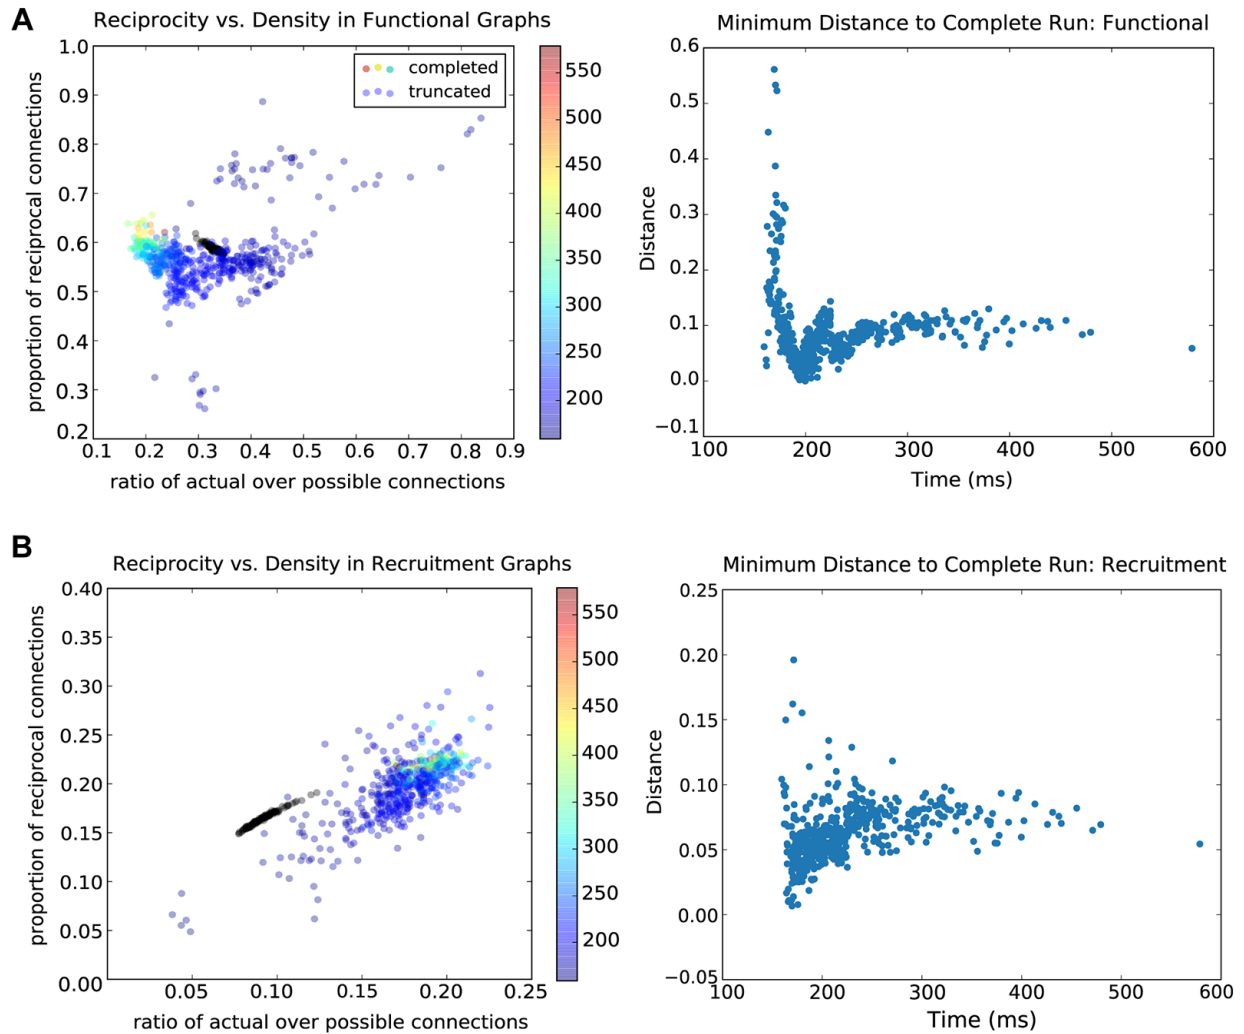 A
Reciprocity vs. Density in Functional Graphs
1.0
0.9
0.8
0.7
0.6
0.5
0.4
0.3
0.2
proportion of reciprocal connections
completed
truncated
0.1 0.2 0.3 0.4 0.5 0.6 0.7 0.8 0.9
ratio of actual over possible connections
550
500
450
400
350
300
250
200
Minimum Distance to Complete Run: Functional
0.6
0.5
0.4
0.3
0.2
0.1
0.0
−0.1
Distance
100 200 300 400 500 600
Time (ms)
B
Reciprocity vs. Density in Recruitment Graphs
0.40
0.35
0.30
0.25
0.20
0.15
0.10
0.05
0.00
proportion of reciprocal connections
0.05 0.10 0.15 0.20 0.25
ratio of actual over possible connections
550
500
450
400
350
300
250
200
Minimum Distance to Complete Run: Recruitment
0.25
0.20
0.15
0.10
0.05
0.00
−0.05
Distance
100 200 300 400 500 600
Time (ms)